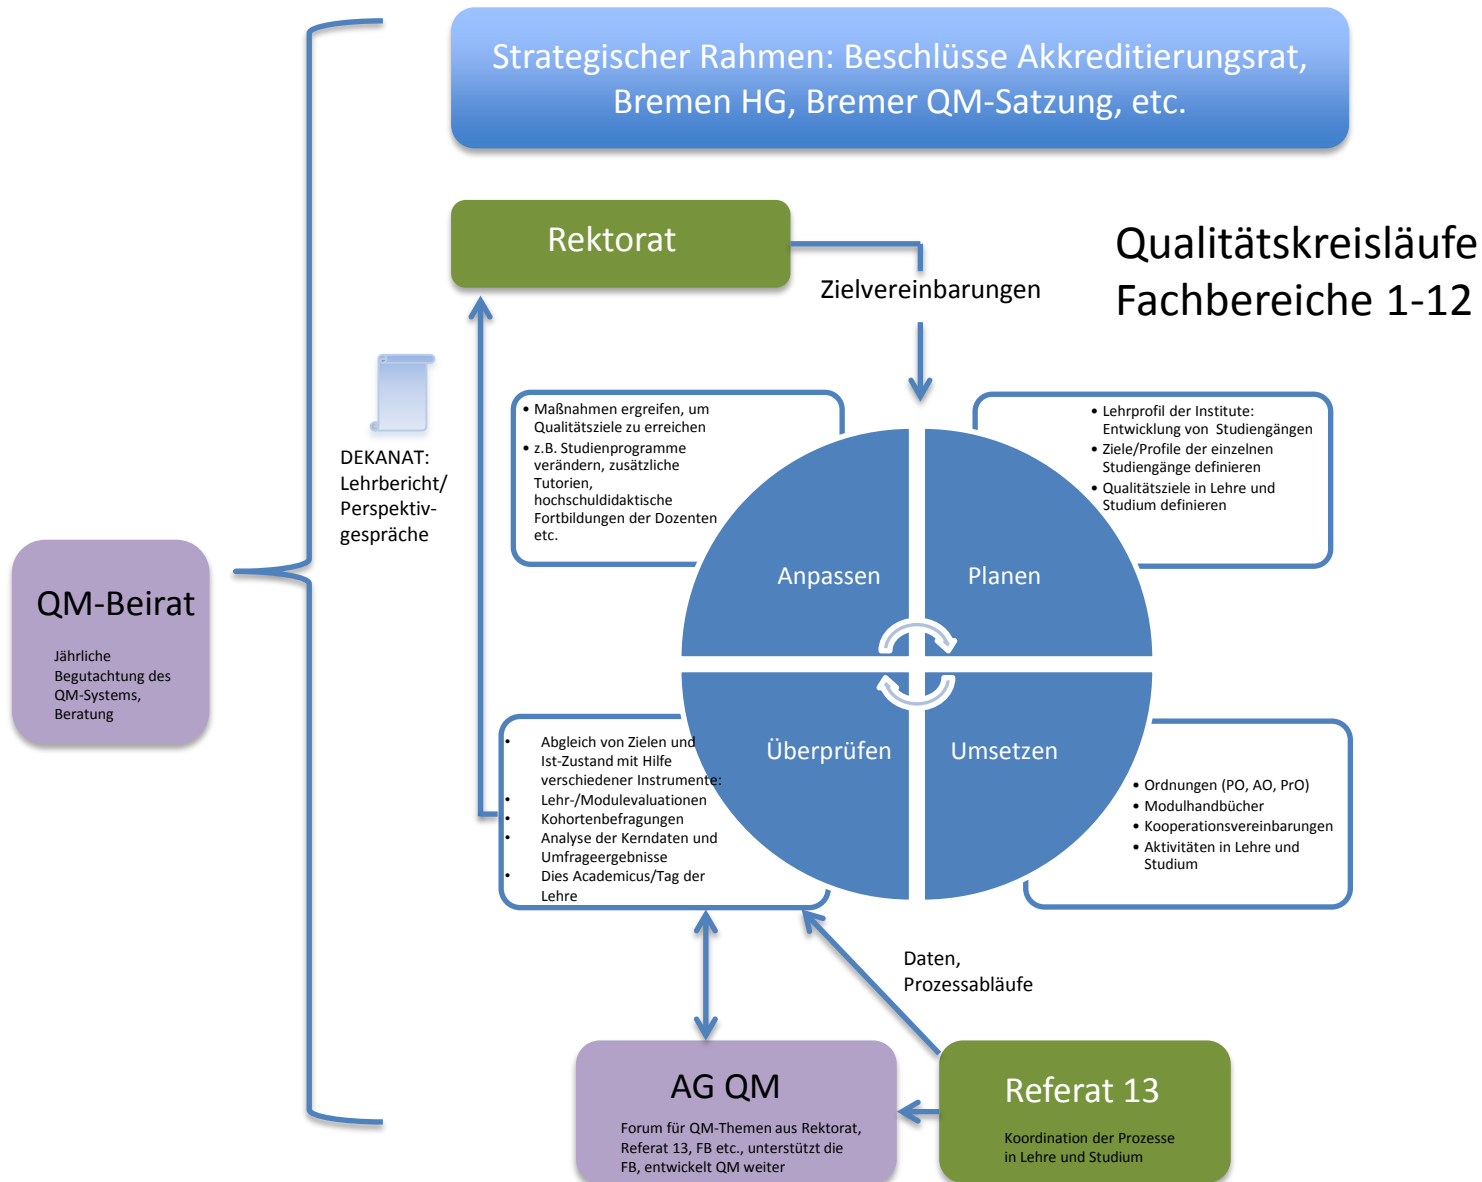 Strategischer Rahmen: Beschlüsse Akkreditierungsrat,
Bremen HG, Bremer QM-Satzung, etc.
Rektorat
Zielvereinbarungen
Qualitätskreisläufe
Fachbereiche 1-12
DEKANAT:
Lehrbericht/
Perspektiv-
gespräche
• Maßnahmen ergreifen, um
Qualitätsziele zu erreichen
• z.B. Studienprogramme
verändern, zusätzliche
Tutorien,
hochschuldidaktische
Fortbildungen der Dozenten
etc.
• Lehrprofil der Institute:
Entwicklung von Studiengängen
• Ziele/Profile der einzelnen
Studiengänge definieren
• Qualitätsziele in Lehre und
Studium definieren
Anpassen
Planen
QM-Beirat
Jährliche
Begutachtung des
QM-Systems,
Beratung
Überprüfen
Umsetzen
• Abgleich von Zielen und
Ist-Zustand mit Hilfe
verschiedener Instrumente:
• Lehr-/Modulevaluationen
• Kohortenbefragungen
• Analyse der Kerndaten und
Umfrageergebnisse
• Dies Academicus/Tag der
Lehre
• Ordnungen (PO, AO, PrO)
• Modulhandbücher
• Kooperationsvereinbarungen
• Aktivitäten in Lehre und
Studium
Daten,
Prozessabläufe
AG QM
Forum für QM-Themen aus Rektorat,
Referat 13, FB etc., unterstützt die
FB, entwickelt QM weiter
Referat 13
Koordination der Prozesse
in Lehre und Studium